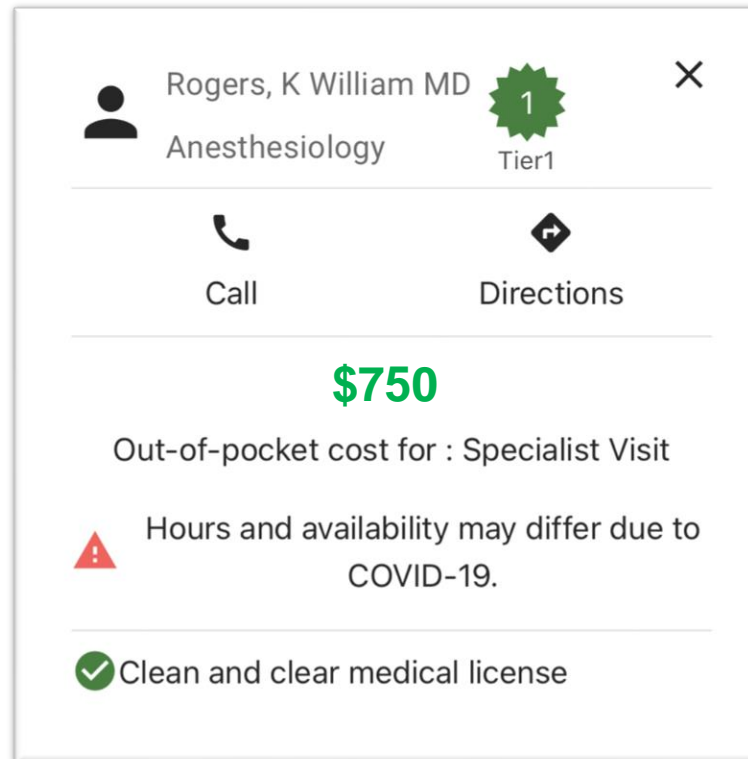 Rogers, K William MD
1
Anesthesiology
Tier1
Call
Directions
$750
Out-of-pocket cost for : Specialist Visit
Hours and availability may differ due to
COVID-19.
Clean and clear medical license